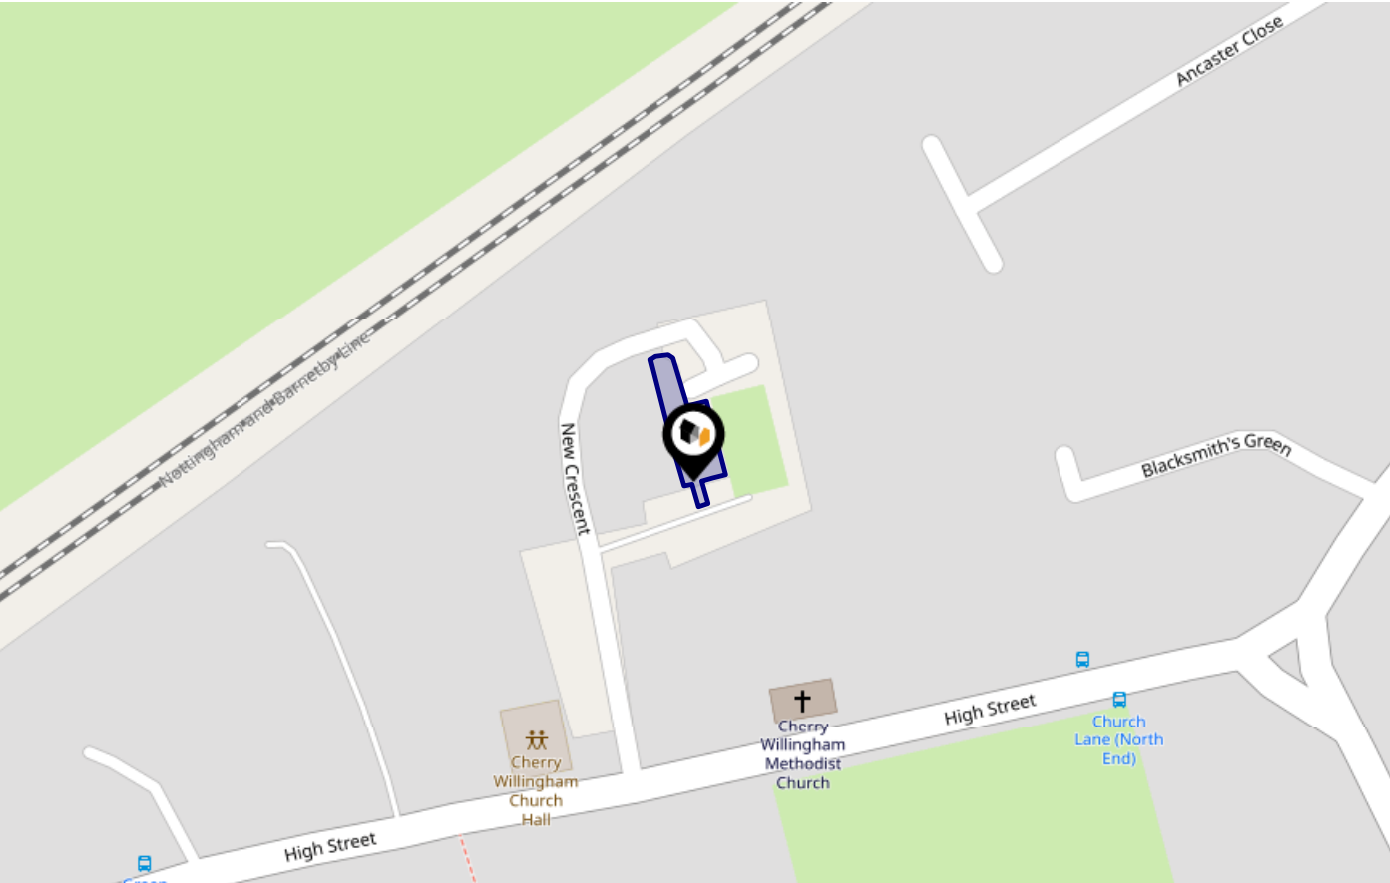 Ancaster Close
Nottingham and Barnetby Line
New Crescent
Blacksmith's Green
High Street
Church
Lane (North
End)
Cherry
Willingham
Methodist
Church
Cherry
Willingham
Church
Hall
High Street
Green